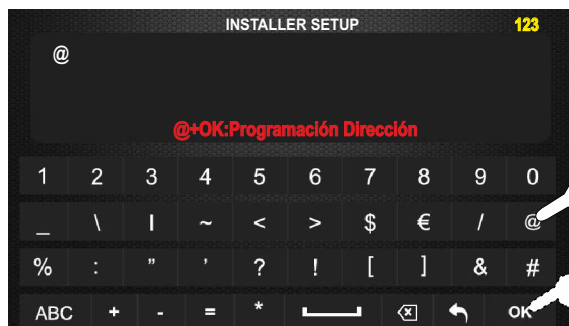 INSTALLER SETUP 123
@
@+OK:Programación Dirección
1 2 3 4 5 6 7 8 9 0
_ \ | ~ < > $ € / @
% : " ' ? ! [ ] & #
ABC + - = * OK